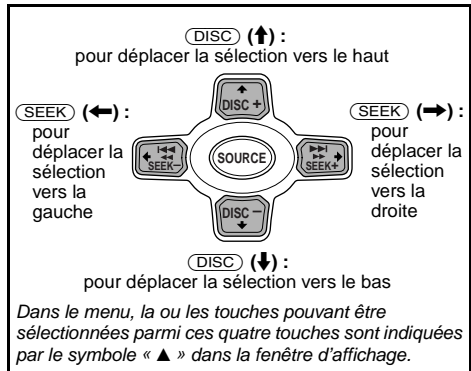 DISC (↑) :
pour déplacer la sélection vers le haut
DISC +
SEEK (←) :
pour
déplacer la
sélection
vers la
gauche
SEEK–
SOURCE
SEEK+
SEEK (→) :
pour
déplacer la
sélection
vers la
droite
DISC –
DISC (↓) :
pour déplacer la sélection vers le bas
Dans le menu, la ou les touches pouvant être
sélectionnées parmi ces quatre touches sont indiquées
par le symbole « ▲ » dans la fenêtre d'affichage.